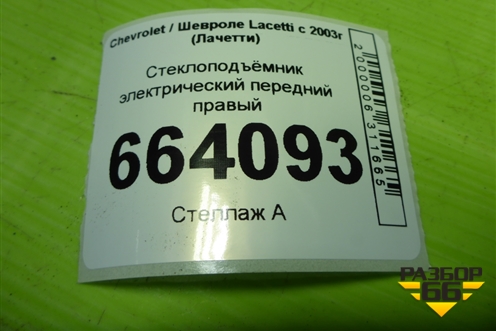 Chevrolet / Шевроле Lacetti с 2003г
(Лачетти)
Стеклоподъёмник
электрический передний
правый
664093
Стеллаж А
2000006311665
РАЗБОР
66